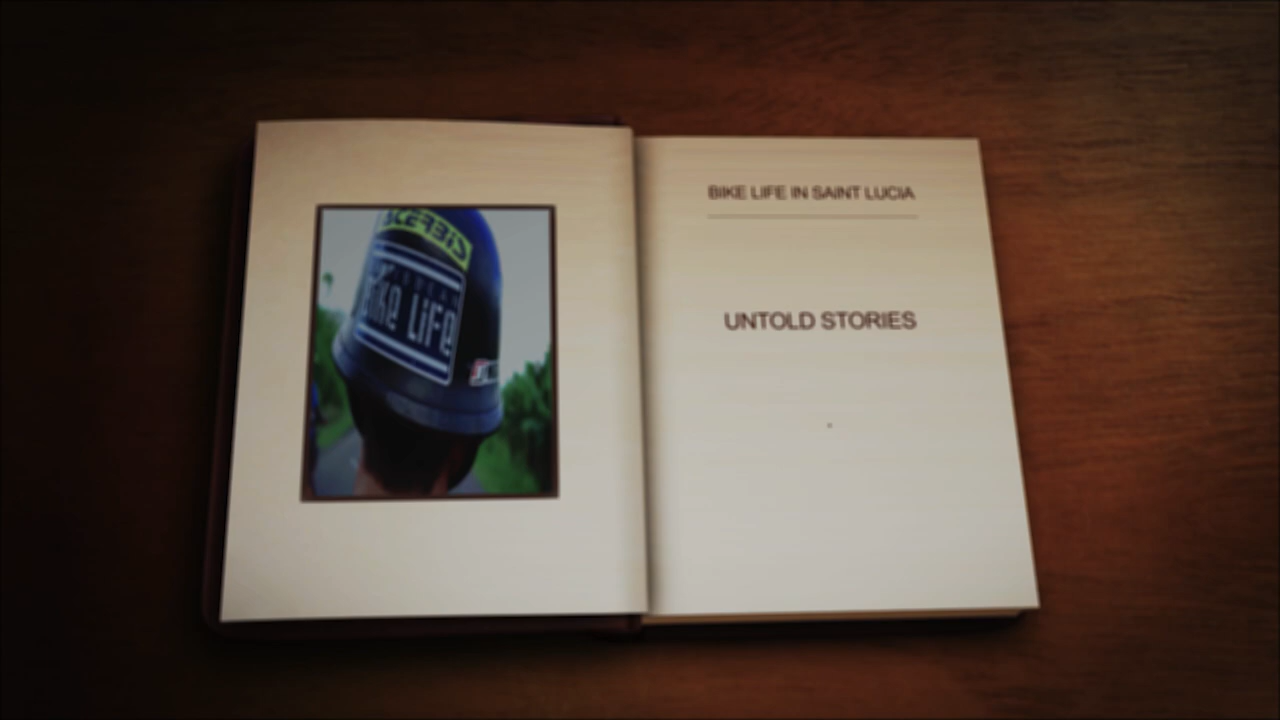 ACERBIS
BIKE LIFE
BIKE LIFE IN SAINT LUCIA
UNTOLD STORIES